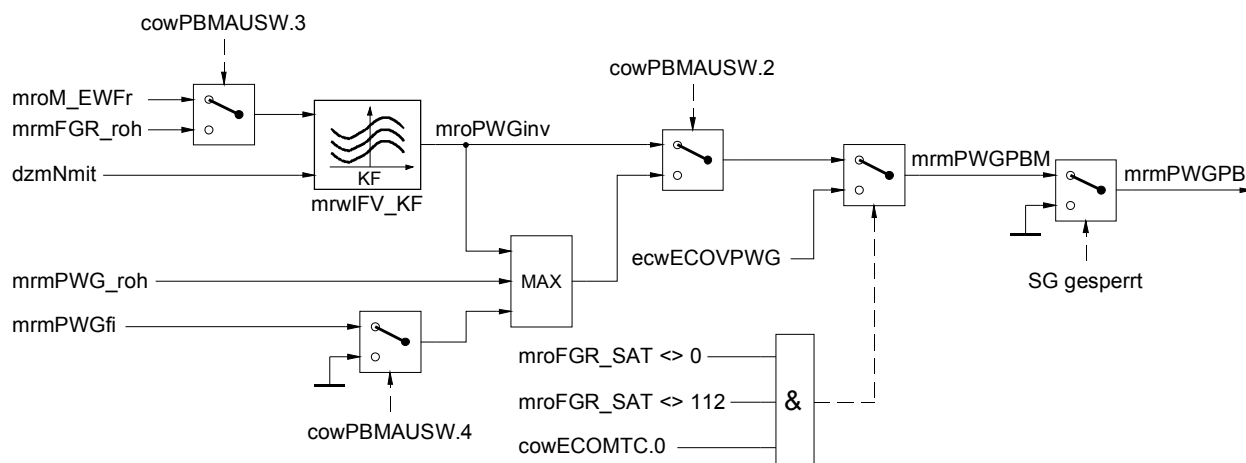 cowPBMAUSW.3
mroM_EWFr
mrmFGR_roh
dzmNmit
KF
mrwIFV_KF
mroPWGinv
cowPBMAUSW.2
mrmPWGPBM
mrmPWGPB
ecwECOVPWG
SG gesperrt
mrmPWG_roh
MAX
mrmPWGfi
cowPBMAUSW.4
mroFGR_SAT <> 0
mroFGR_SAT <> 112
&
cowECOMTC.0